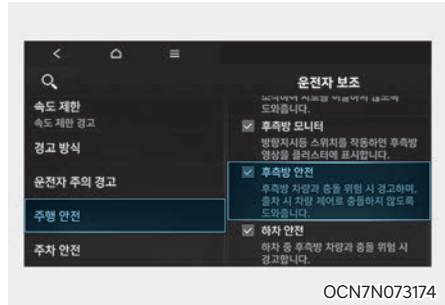 운전자 보조
속도 제한
속도 제한 경고
경고 방식
운전자 주의 경고
주행 안전
주차 안전
도와줍니다.
후측방 모니터
방향지시등 스위치를 작동하면 후측방
영상을 클러스터에 표시합니다.
후측방 안전
후측방 차량과 충돌 위험 시 경고하며,
출차 시 차량 제어로 충돌하지 않도록
도와줍니다.
하차 안전
하차 중 후측방 차량과 충돌 위험 시
경고합니다.
OCN7N073174